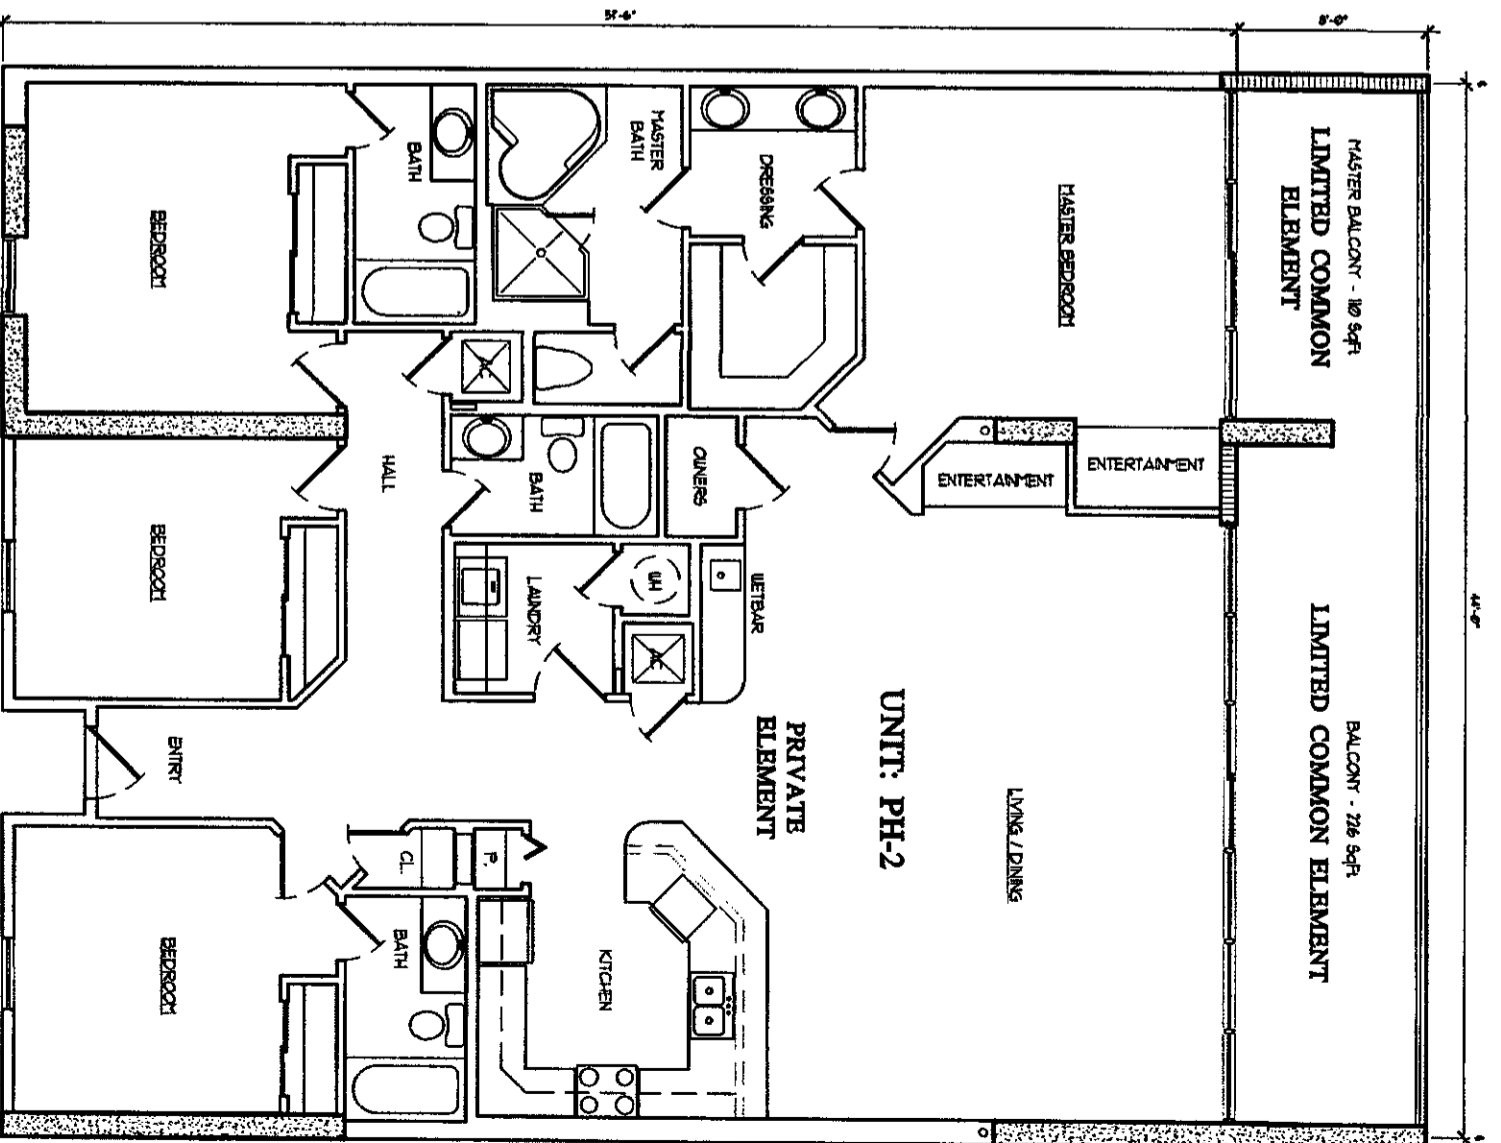 8'-0"
MASTER BALCONY - 110 SqFt
LIMITED COMMON
ELEMENT
BALCONY - 226 SqFt
LIMITED COMMON ELEMENT
MASTER BEDROOM
ENTERTAINMENT
ENTERTAINMENT
LIVING / DINING
UNIT: PH-2
PRIVATE
ELEMENT
DRESSING
MASTER
BATH
OWNERS
WETBAR
WH
AC
LAUNDRY
BATH
AC
KITCHEN
P.
CL.
BATH
HALL
BATH
ENTRY
BEDROOM
BEDROOM
BEDROOM